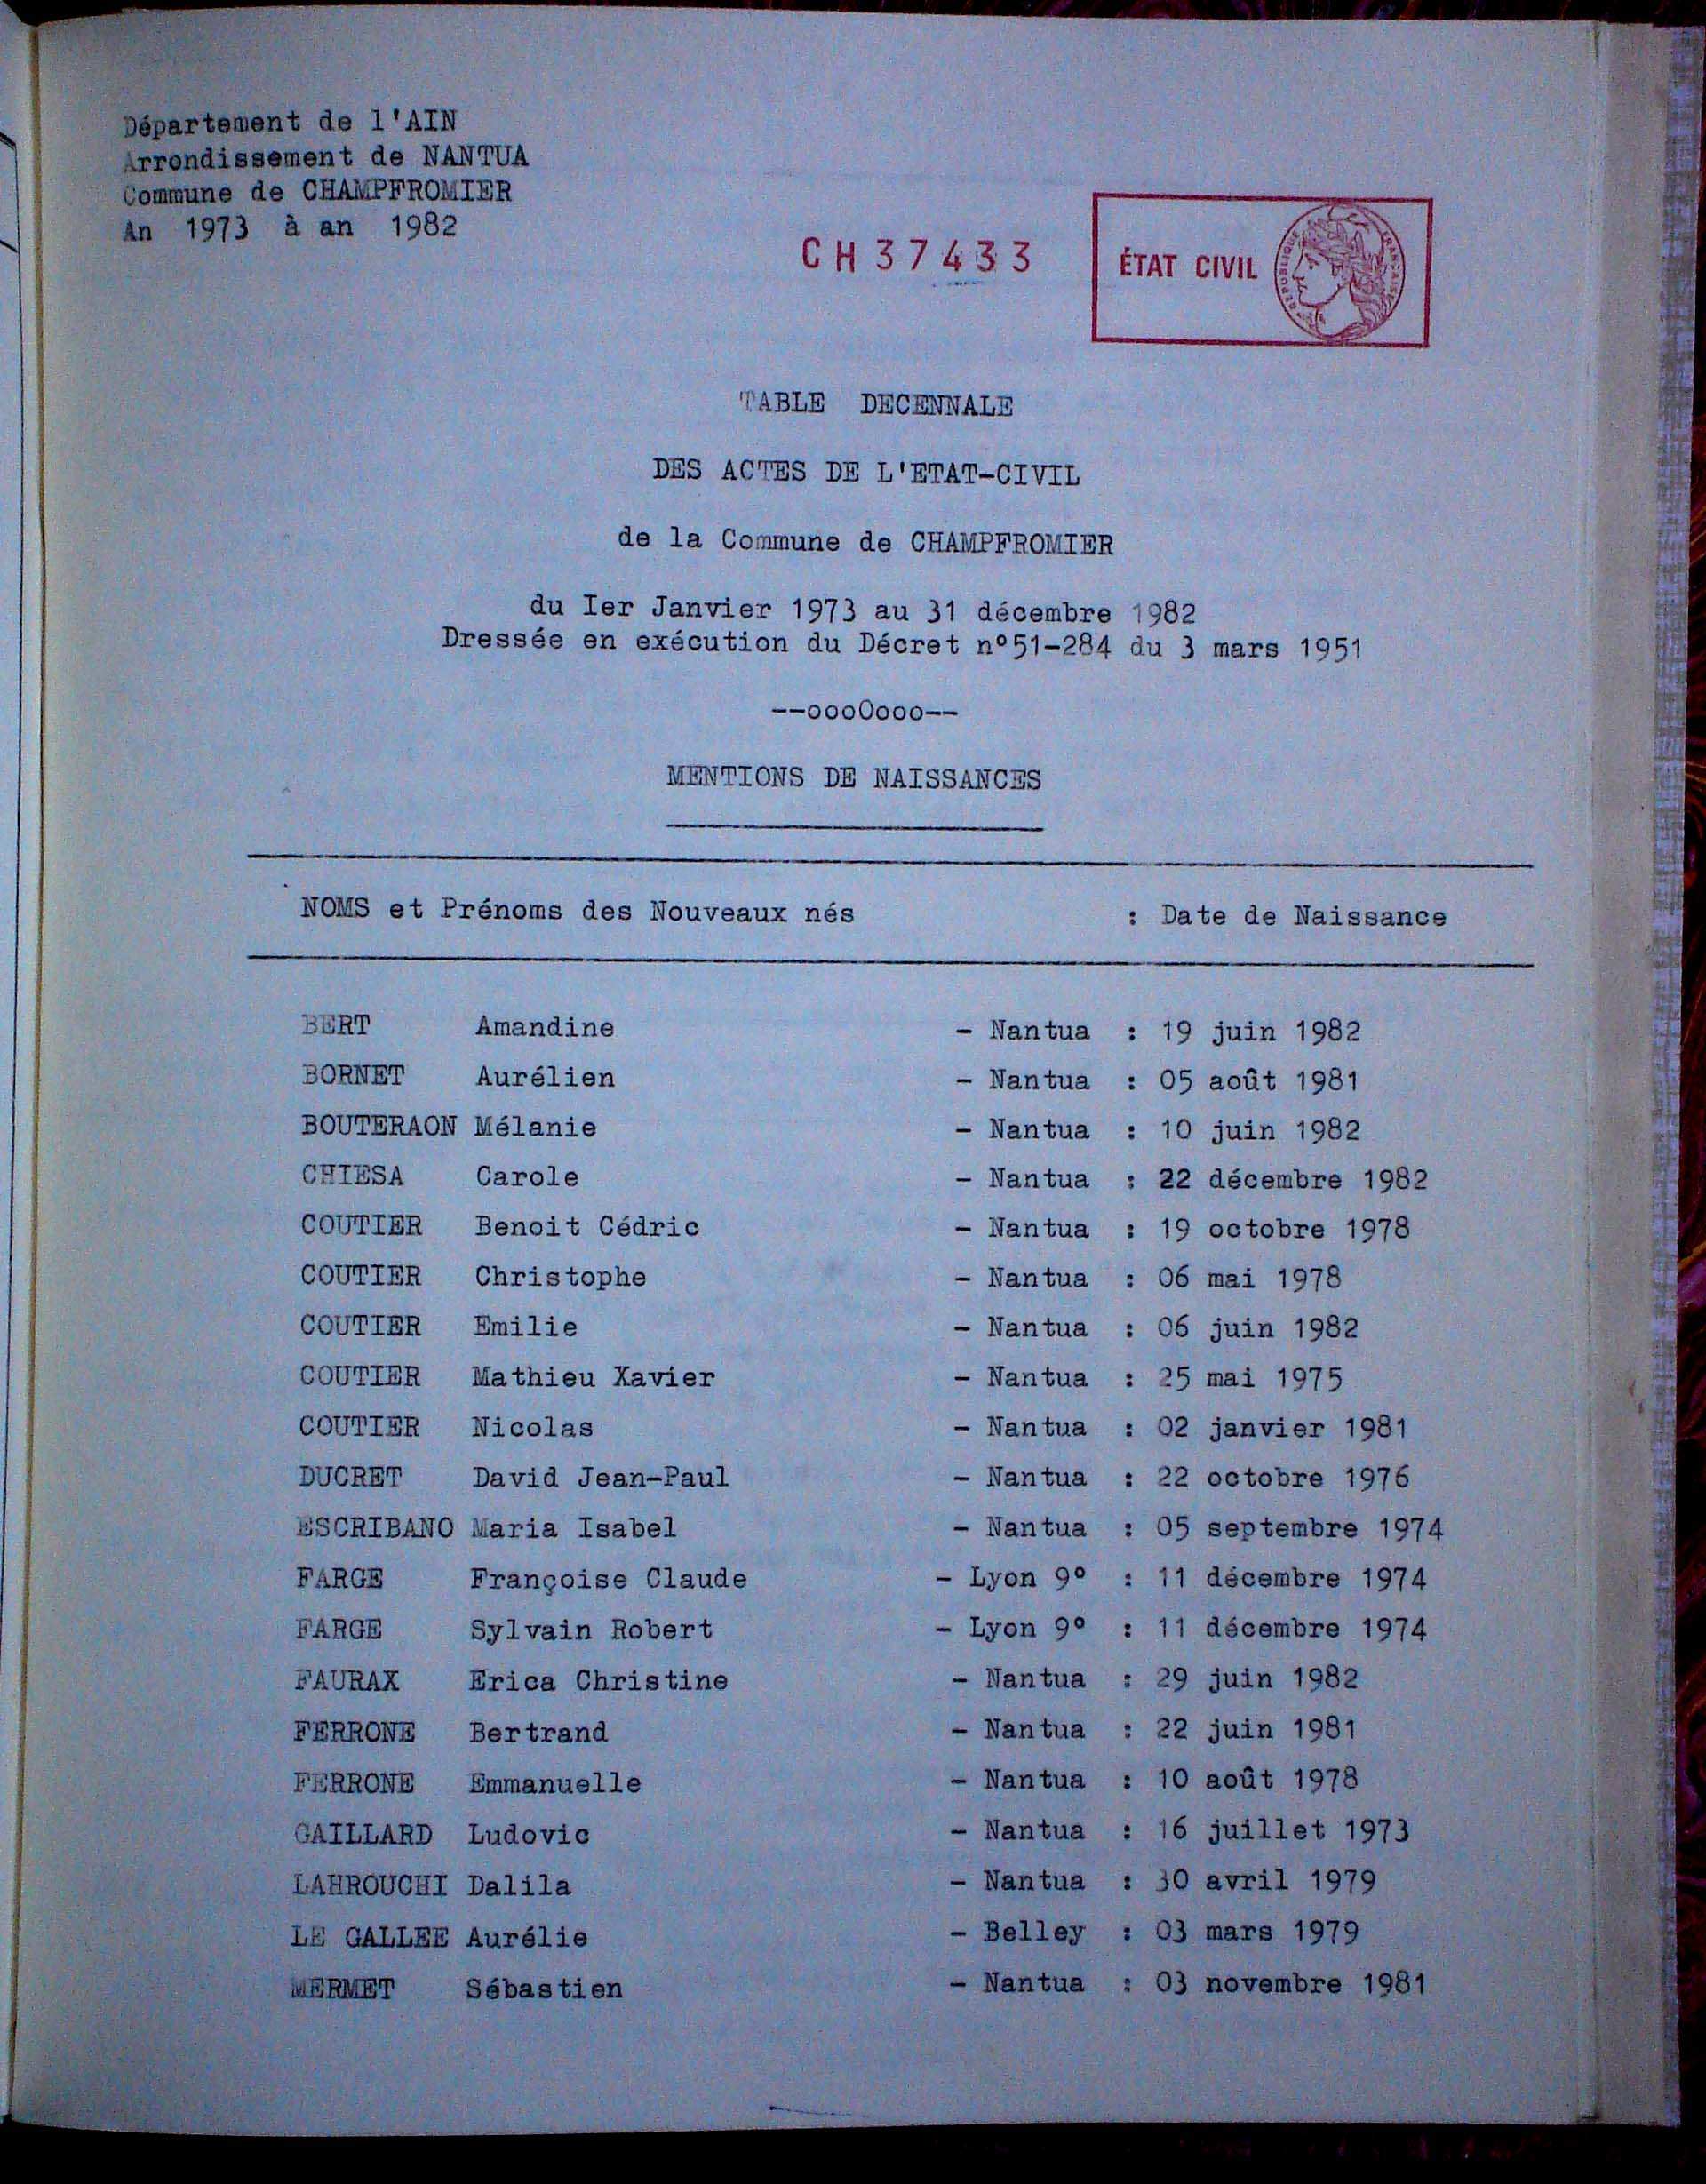 Département de l'AIN
Arrondissement de NANTUA
Commune de CHAMPFROMIER
An 1973 à an 1982
CH37433
ÉTAT CIVIL
RÉPUBLIQUE FRANÇAISE
TABLE DECENNALE
DES ACTES DE L'ETAT-CIVIL
de la Commune de CHAMPFROMIER
du Ier Janvier 1973 au 31 décembre 1982
Dressée en exécution du Décret n°51-284 du 3 mars 1951
--oooOooo--
MENTIONS DE NAISSANCES
NOMS et Prénoms des Nouveaux nés : Date de Naissance
BERT Amandine - Nantua : 19 juin 1982
BORNET Aurélien - Nantua : 05 août 1981
BOUTERAON Mélanie - Nantua : 10 juin 1982
CHIESA Carole - Nantua : 22 décembre 1982
COUTIER Benoit Cédric - Nantua : 19 octobre 1978
COUTIER Christophe - Nantua : 06 mai 1978
COUTIER Emilie - Nantua : 06 juin 1982
COUTIER Mathieu Xavier - Nantua : 25 mai 1975
COUTIER Nicolas - Nantua : 02 janvier 1981
DUCRET David Jean-Paul - Nantua : 22 octobre 1976
ESCRIBANO Maria Isabel - Nantua : 05 septembre 1974
FARGE Françoise Claude - Lyon 9° : 11 décembre 1974
FARGE Sylvain Robert - Lyon 9° : 11 décembre 1974
FAURAX Erica Christine - Nantua : 29 juin 1982
FERRONE Bertrand - Nantua : 22 juin 1981
FERRONE Emmanuelle - Nantua : 10 août 1978
GAILLARD Ludovic - Nantua : 16 juillet 1973
LAHROUCHI Dalila - Nantua : 30 avril 1979
LE GALLEE Aurélie - Belley : 03 mars 1979
MERMET Sébastien - Nantua : 03 novembre 1981